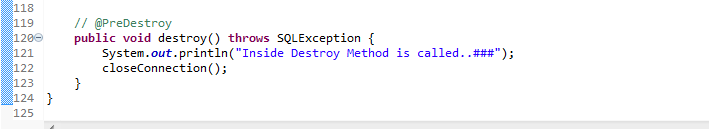 118
119 // @PreDestroy
120 public void destroy() throws SQLException {
121 System.out.println("Inside Destroy Method is called..###");
122 closeConnection();
123 }
124 }
125